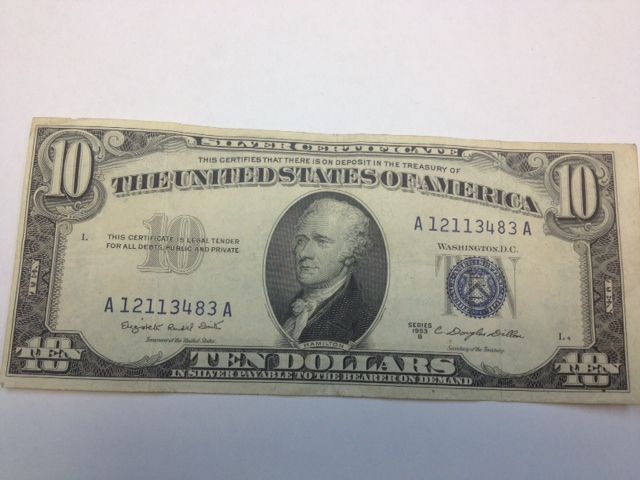 SILVER CERTIFICATE
10
10
THIS CERTIFIES THAT THERE IS ON DEPOSIT IN THE TREASURY OF
THE UNITED STATES OF AMERICA
A 12113483 A
L
10
THIS CERTIFICATE IS LEGAL TENDER
FOR ALL DEBTS, PUBLIC AND PRIVATE
WASHINGTON, D.C.
TEN
TEN
TEN
A 12113483 A
Elizabeth Rudel Smith
Treasurer of the United States
SERIES
1953
B
C Douglas Dillon
Secretary of the Treasury
L
HAMILTON
TEN
10
TEN DOLLARS
TEN
10
IN SILVER PAYABLE TO THE BEARER ON DEMAND